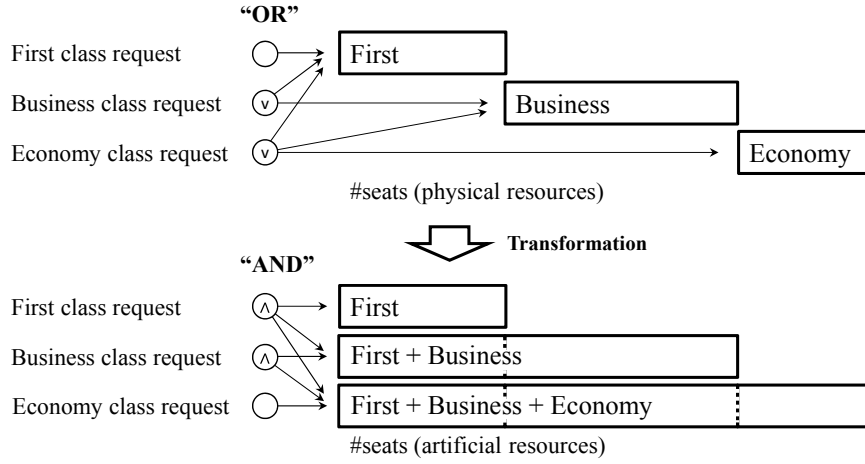 “OR”
First class request
First
Business class request
v
Business
Economy class request
v
Economy
#seats (physical resources)
Transformation
“AND”
First class request
∧
First
Business class request
∧
First + Business
Economy class request
First + Business + Economy
#seats (artificial resources)